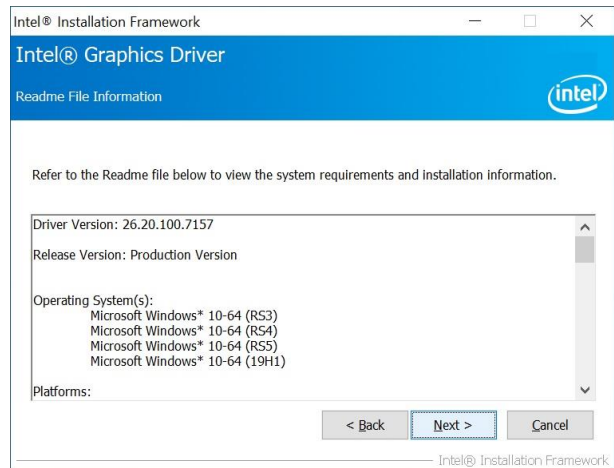 Intel® Installation Framework
Intel® Graphics Driver
Readme File Information
intel
Refer to the Readme file below to view the system requirements and installation information.
Driver Version: 26.20.100.7157
Release Version: Production Version
Operating System(s):
Microsoft Windows* 10-64 (RS3)
Microsoft Windows* 10-64 (RS4)
Microsoft Windows* 10-64 (RS5)
Microsoft Windows* 10-64 (19H1)
Platforms:
< Back Next > Cancel
Intel® Installation Framework